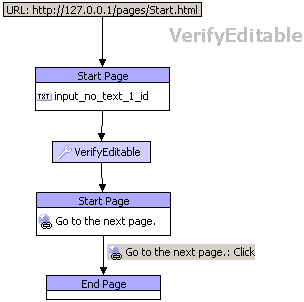 URL: http://127.0.0.1/pages/Start.html
VerifyEditable
Start Page
TXT input_no_text_1_id
VerifyEditable
Start Page
Go to the next page.
Go to the next page.: Click
End Page